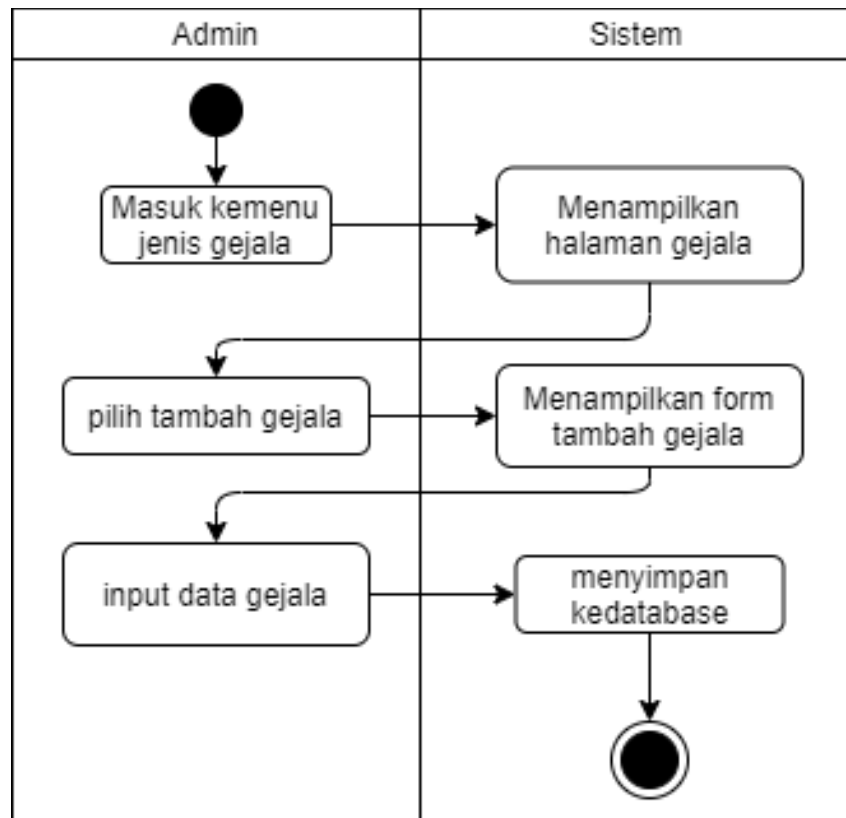 Admin
Sistem
Masuk kemenu
jenis gejala
Menampilkan
halaman gejala
pilih tambah gejala
Menampilkan form
tambah gejala
input data gejala
menyimpan
kedatabase